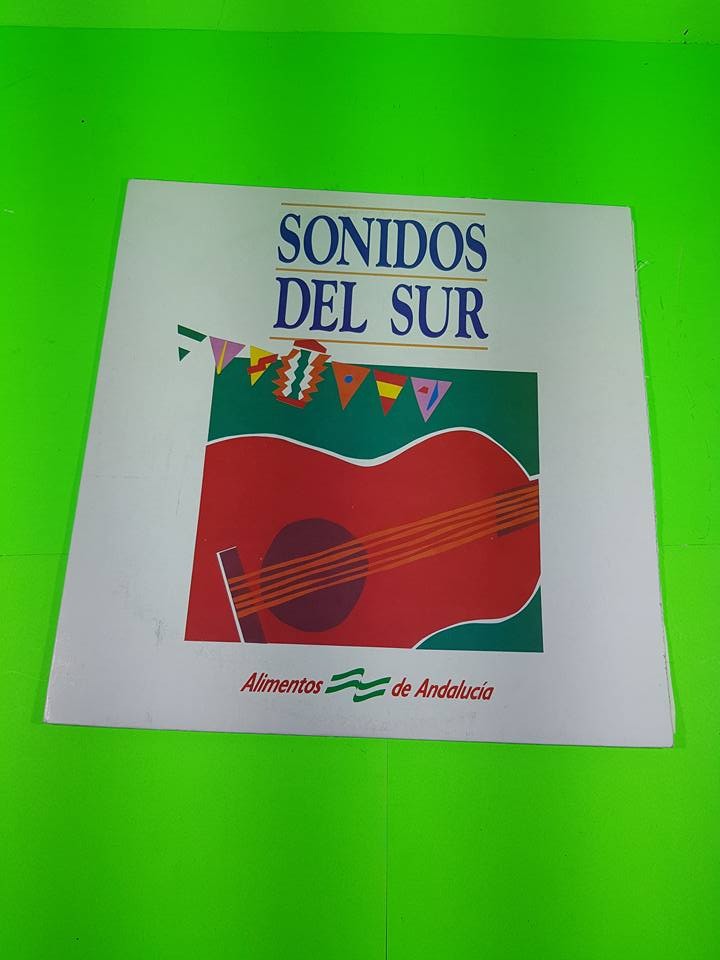 SONIDOS
DEL SUR
Alimentos de Andalucía